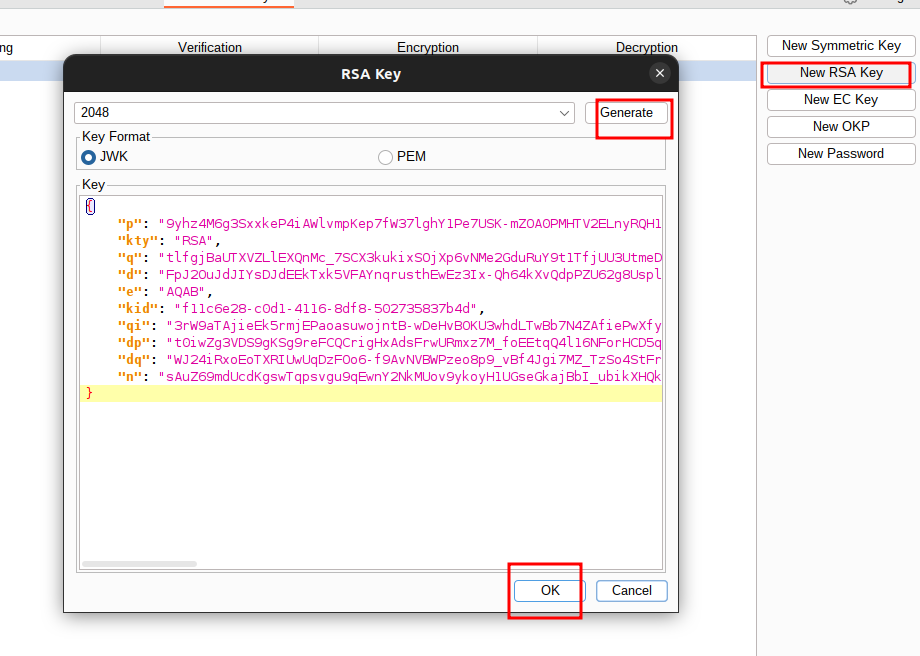 ng
Verification
Encryption
Decryption
New Symmetric Key
New RSA Key
New EC Key
New OKP
New Password
RSA Key
2048
Generate
Key Format
JWK
PEM
Key
{
"p": "9yhz4M6g3SxxkeP4iAWlvmpKep7fW37lghY1Pe7USK-mZOAOPMHTV2ELnyRQH1
"kty": "RSA",
"q": "tlfgjBaUTXVZLlEXQnMc_7SCX3kukixSOjXp6vNMe2GduRuY9t1TfjUU3UtmeD
"d": "FpJ2OuJdJIYsDJdEEkTxk5VFAYnqrusthEwEz3Ix-Qh64kXvQdpPZU62g8Uspl
"e": "AQAB",
"kid": "f11c6e28-c0d1-4116-8df8-502735837b4d",
"qi": "3rW9aTAjieEk5rmjEPaoasuwojntB-wDeHvBOKU3whdLTwBb7N4ZAfiePwXfy
"dp": "tOiwZg3VDS9gKSg9reFCQCrigHxAdsFrwURmxz7M_foEEtqQ4l16NForHCD5q
"dq": "WJ24iRxoEoTXRIUwUqDzFOo6-f9AvNVBWPzeo8p9_vBf4Jgi7MZ_TzSo4StFr
"n": "sAuZ69mdUcdKgswTqpsvgu9qEwnY2NkMUov9ykoyH1UGseGkajBbI_ubikXHQk
}
OK
Cancel